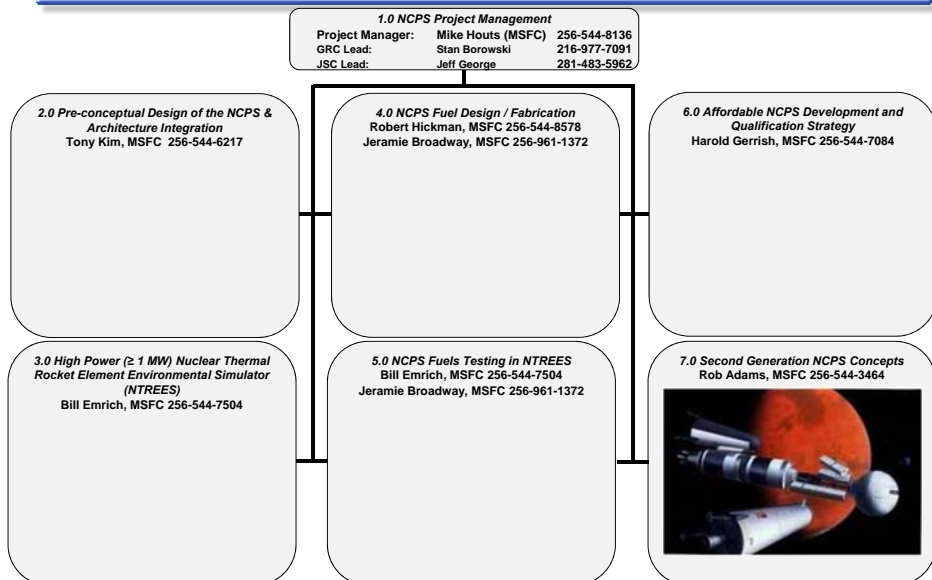 1.0 NCPS Project Management
Project Manager: Mike Houts (MSFC) 256-544-8136
GRC Lead: Stan Borowski 216-977-7091
JSC Lead: Jeff George 281-483-5962
2.0 Pre-conceptual Design of the NCPS &
Architecture Integration
Tony Kim, MSFC 256-544-6217
4.0 NCPS Fuel Design / Fabrication
Robert Hickman, MSFC 256-544-8578
Jeramie Broadway, MSFC 256-961-1372
6.0 Affordable NCPS Development and
Qualification Strategy
Harold Gerrish, MSFC 256-544-7084
3.0 High Power (≥ 1 MW) Nuclear Thermal
Rocket Element Environmental Simulator
(NTREES)
Bill Emrich, MSFC 256-544-7504
5.0 NCPS Fuels Testing in NTREES
Bill Emrich, MSFC 256-544-7504
Jeramie Broadway, MSFC 256-961-1372
7.0 Second Generation NCPS Concepts
Rob Adams, MSFC 256-544-3464